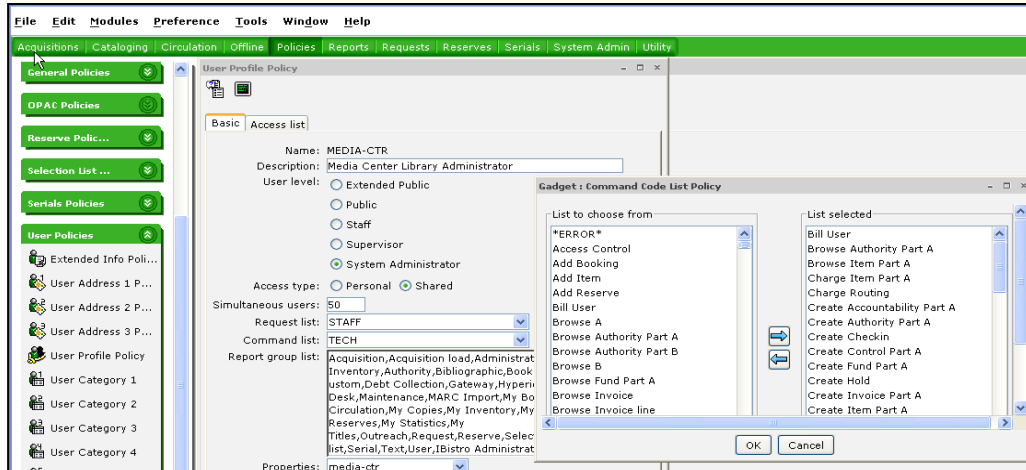 File Edit Modules Preference Tools Window Help
Acquisitions Cataloging Circulation Offline Policies Reports Requests Reserves Serials System Admin Utility
General Policies
OPAC Policies
Reserve Polic...
Selection List ...
Serials Policies
User Policies
Extended Info Poli...
User Address 1 P...
User Address 2 P...
User Address 3 P...
User Profile Policy
User Category 1
User Category 2
User Category 3
User Category 4
User Profile Policy
Basic Access list
Name: MEDIA-CTR
Description: Media Center Library Administrator
User level: Extended Public
Public
Staff
Supervisor
System Administrator
Access type: Personal Shared
Simultaneous users: 50
Request list: STAFF
Command list: TECH
Report group list: Acquisition,Acquisition load,Administrat
Inventory,Authority,Bibliographic,Book
ustom,Debt Collection,Gateway,Hyperi
Desk,Maintenance,MARC Import,My Bo
Circulation,My Copies,My Inventory,My
Reserves,My Statistics,My
Titles,Outreach,Request,Reserve,Selec
list,Serial,Text,User,IBistro Administrat
Properties: media-ctr
Gadget : Command Code List Policy
List to choose from
*ERROR*
Access Control
Add Booking
Add Item
Add Reserve
Bill User
Browse A
Browse Authority Part A
Browse Authority Part B
Browse B
Browse Fund Part A
Browse Invoice
Browse Invoice line
List selected
Bill User
Browse Authority Part A
Browse Item Part A
Charge Item Part A
Charge Routing
Create Accountability Part A
Create Authority Part A
Create Checkin
Create Control Part A
Create Fund Part A
Create Hold
Create Invoice Part A
Create Item Part A
OK Cancel